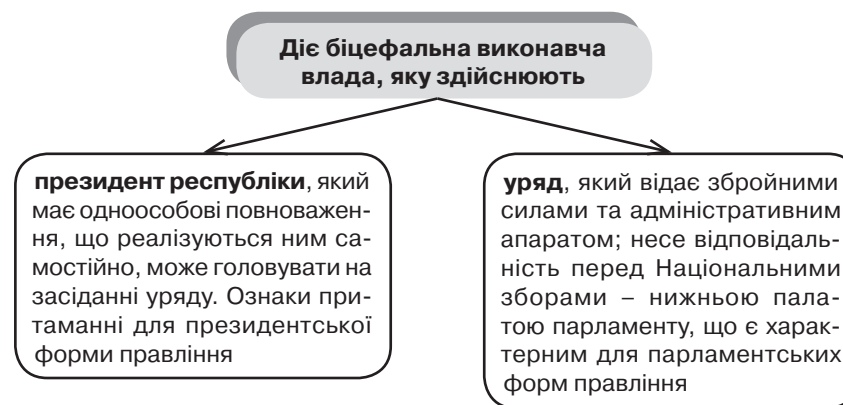 Діє біцефальна виконавча
влада, яку здійснюють
президент республіки, який
має одноособові повноважен-
ня, що реалізуються ним са-
мостійно, може головувати на
засіданні уряду. Ознаки при-
таманні для президентської
форми правління
уряд, який відає збройними
силами та адміністративним
апаратом; несе відповідаль-
ність перед Національними
зборами – нижньою пала-
тою парламенту, що є харак-
терним для парламентських
форм правління